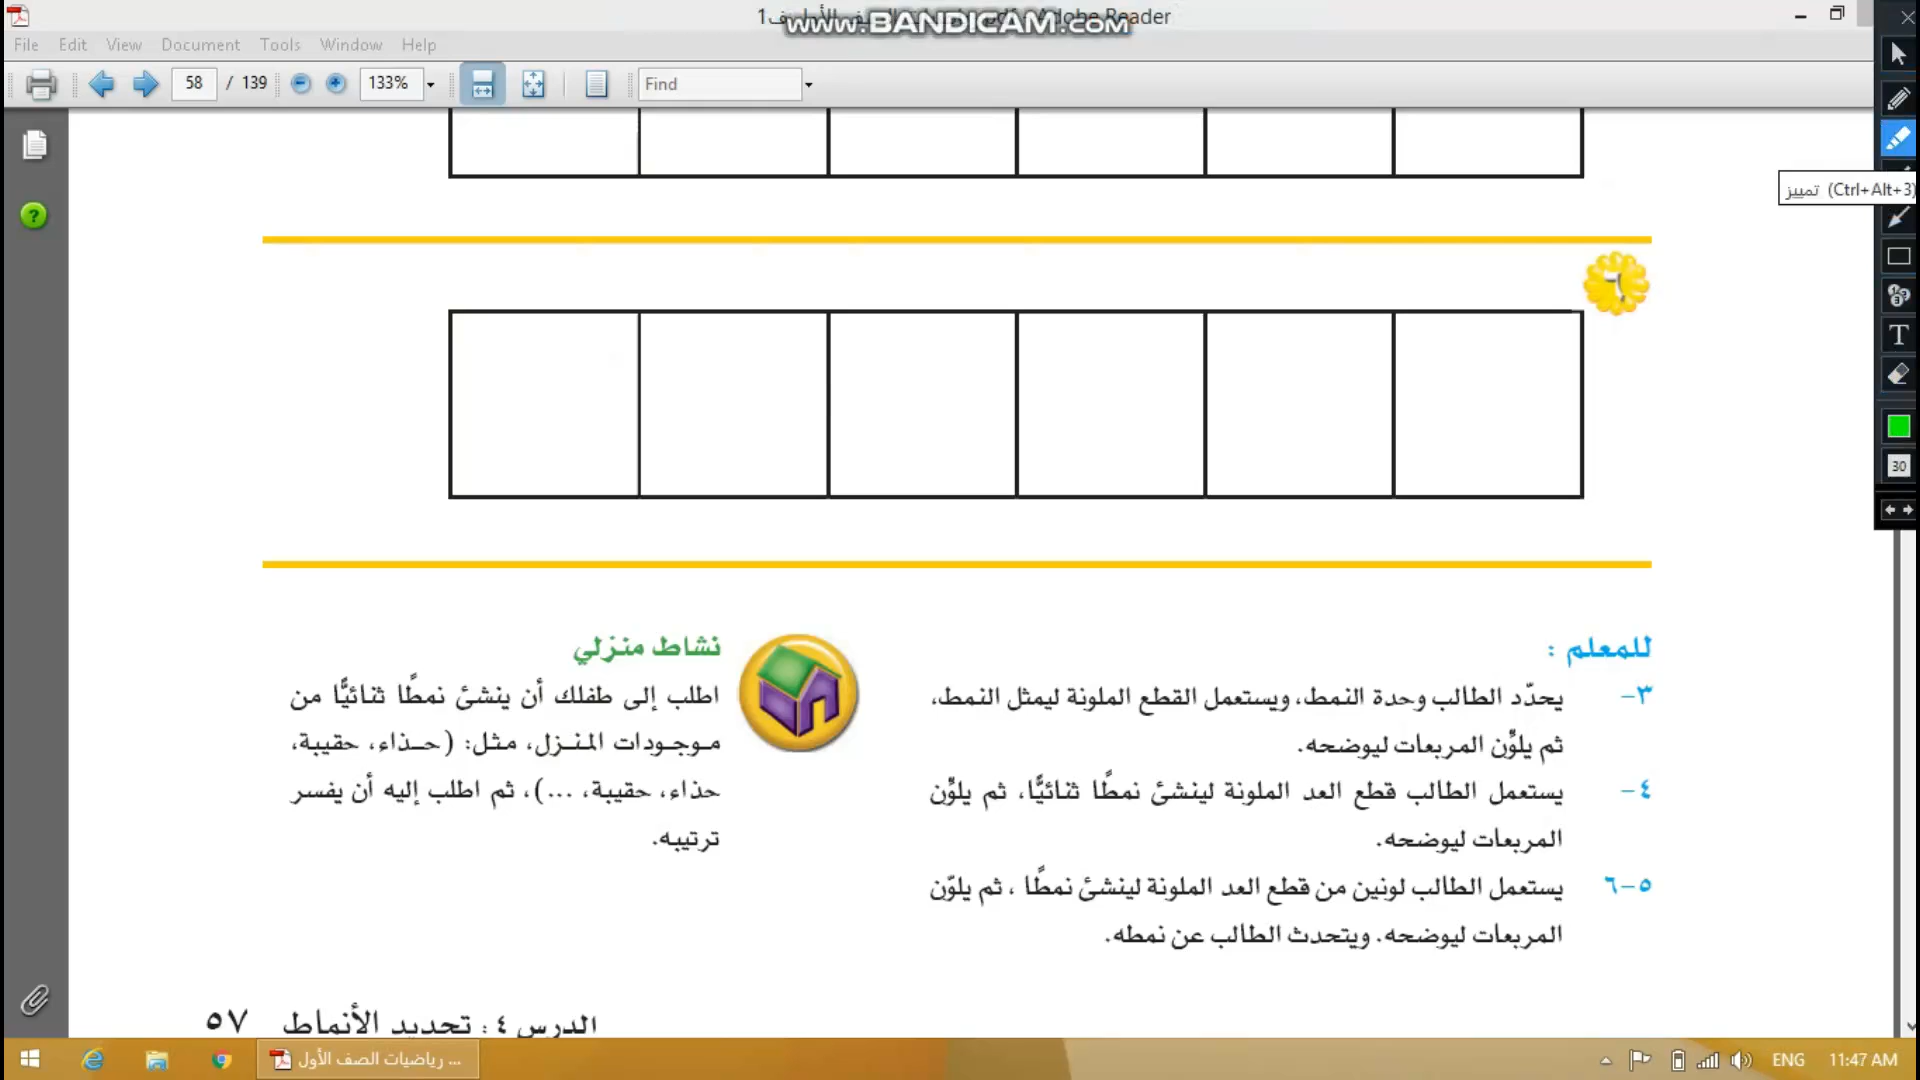 www.BANDICAM.com
Adobe Reader
File Edit View Document Tools Window Help
58 / 139 133% Find
تمييز (Ctrl+Alt+3)
٦
T
30
للمعلم :
٣- يحدّد الطالب وحدة النمط، ويستعمل القطع الملونة ليمثل النمط،
ثم يلوِّن المربعات ليوضحه.
٤- يستعمل الطالب قطع العد الملونة لينشئ نمطًا ثنائيًّا، ثم يلوِّن
المربعات ليوضحه.
٥-٦ يستعمل الطالب لونين من قطع العد الملونة لينشئ نمطًا ، ثم يلوّن
المربعات ليوضحه. ويتحدث الطالب عن نمطه.
نشاط منزلي
اطلب إلى طفلك أن ينشئ نمطًا ثنائيًّا من
موجودات المنزل، مثل: (حذاء، حقيبة،
حذاء، حقيبة، ...)، ثم اطلب إليه أن يفسر
ترتيبه.
الدرس ٤ : تحديد الأنماط ٥٧
رياضيات الصف الأول ...
ENG 11:47 AM